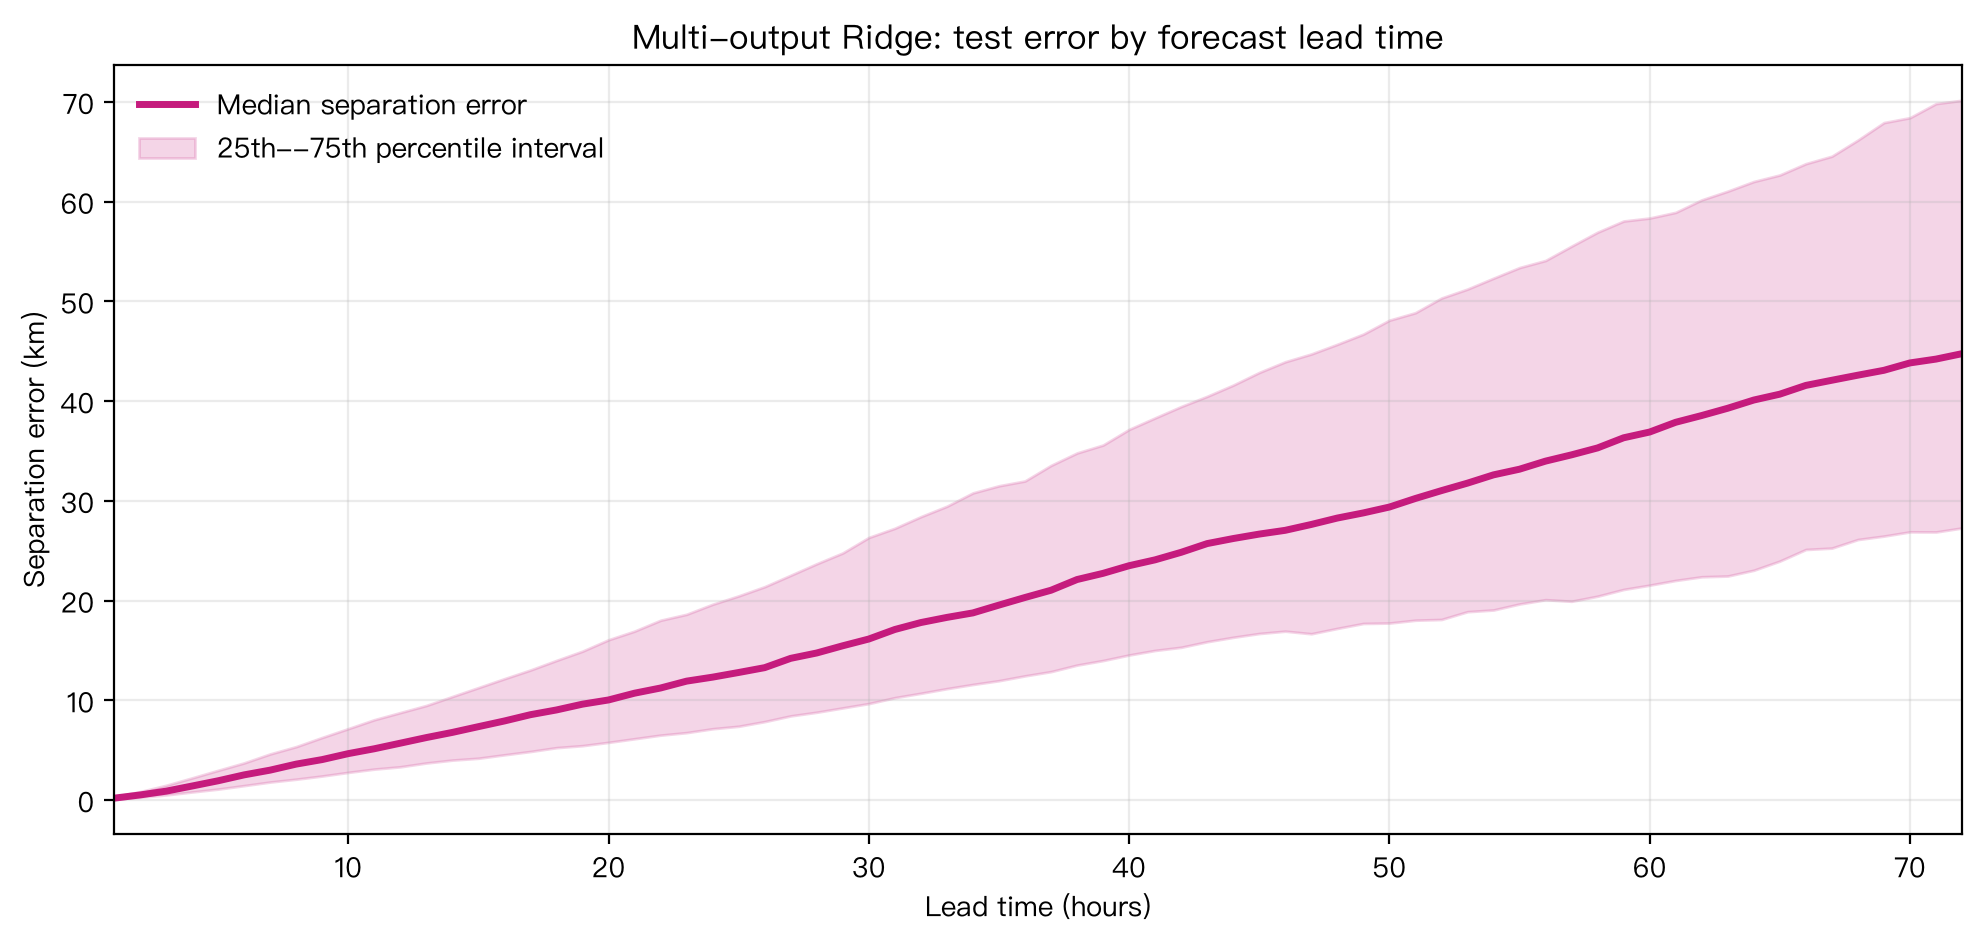 Multi-output Ridge: test error by forecast lead time
Median separation error
25th--75th percentile interval
Separation error (km)
70
60
50
40
30
20
10
0
10 20 30 40 50 60 70
Lead time (hours)